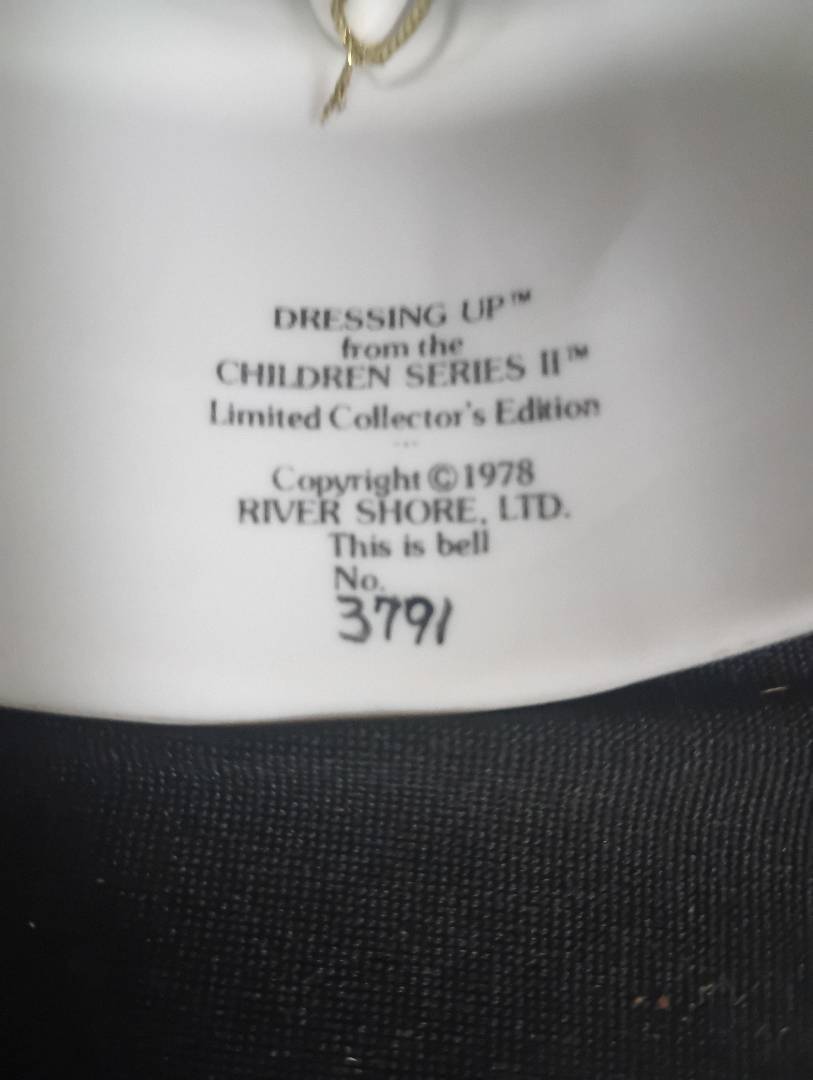 DRESSING UP™
from the
CHILDREN SERIES II™
Limited Collector's Edition
...
Copyright ©1978
RIVER SHORE, LTD.
This is bell
No.
3791